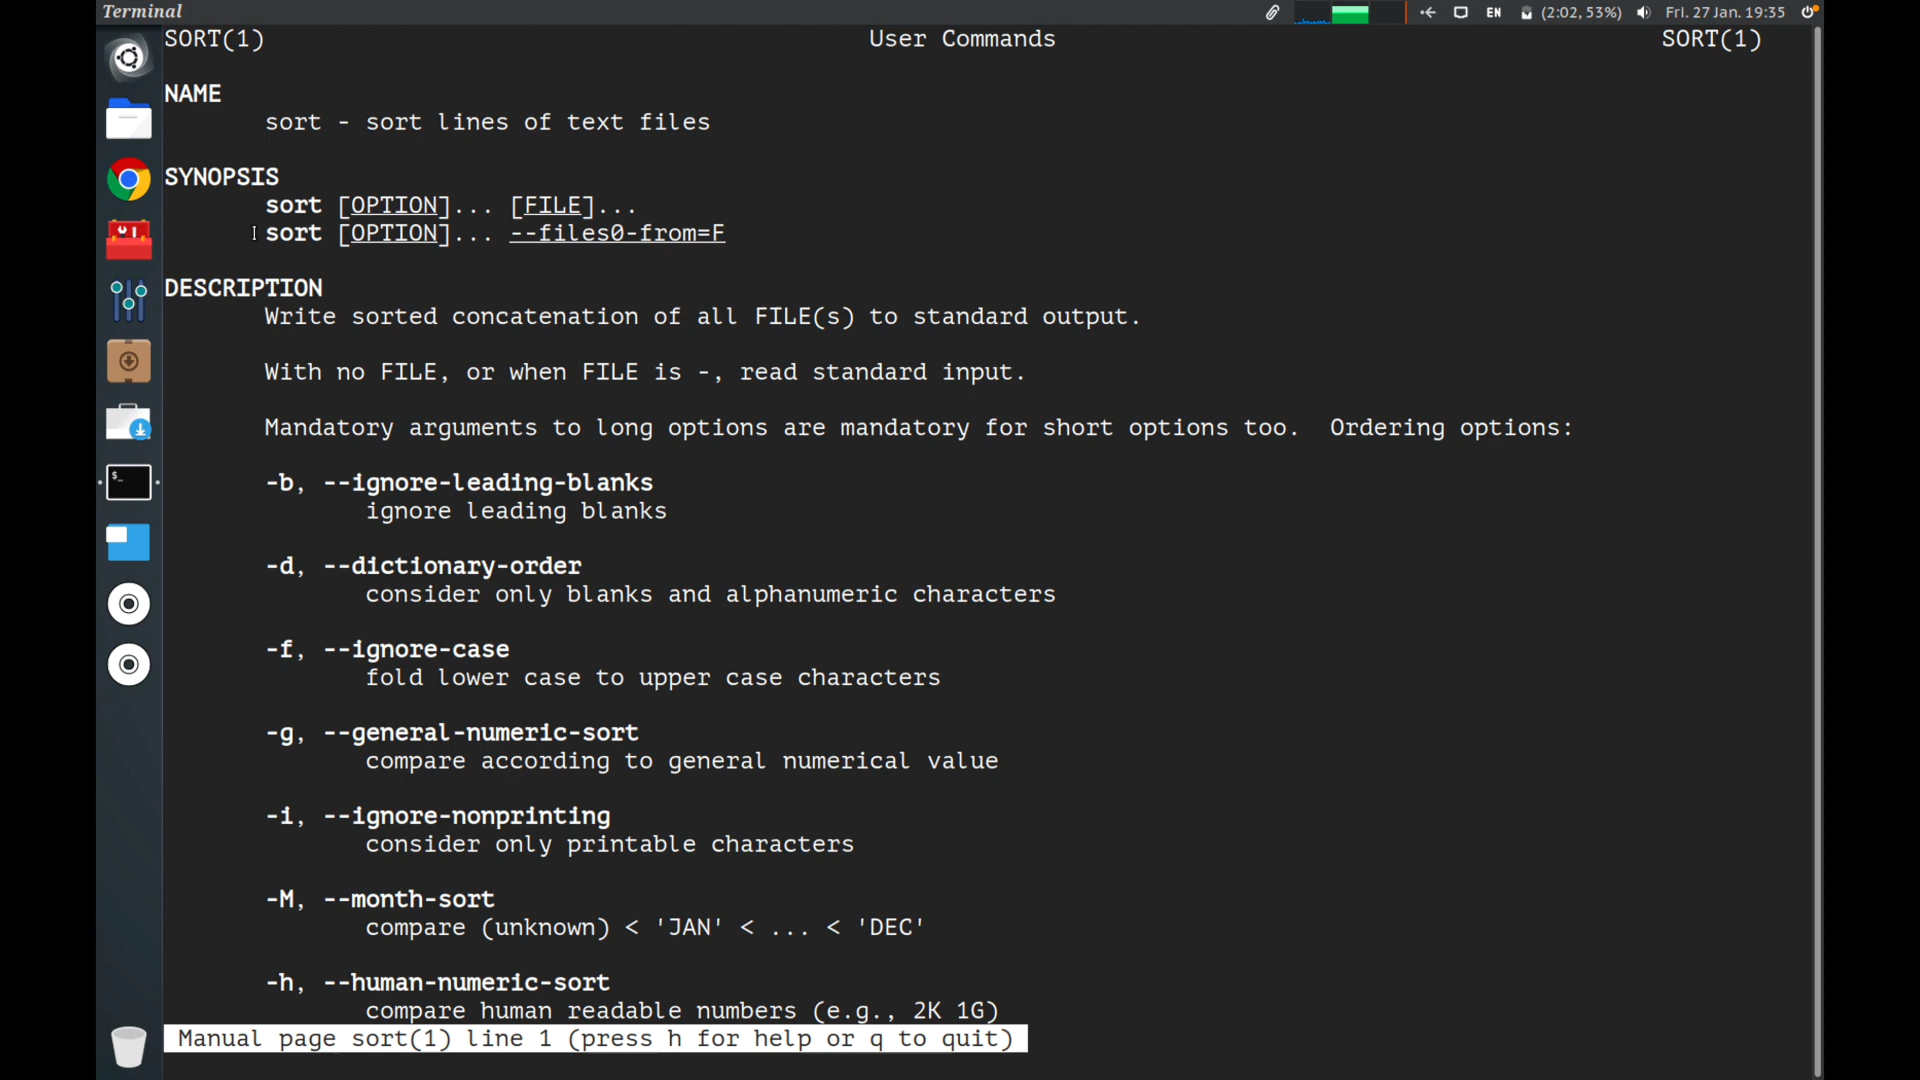 Terminal
EN (2:02, 53%) Fri. 27 Jan. 19:35
SORT(1) User Commands SORT(1)
NAME
sort - sort lines of text files
SYNOPSIS
sort [OPTION]... [FILE]...
sort [OPTION]... --files0-from=F
DESCRIPTION
Write sorted concatenation of all FILE(s) to standard output.
With no FILE, or when FILE is -, read standard input.
Mandatory arguments to long options are mandatory for short options too.  Ordering options:
-b, --ignore-leading-blanks
ignore leading blanks
-d, --dictionary-order
consider only blanks and alphanumeric characters
-f, --ignore-case
fold lower case to upper case characters
-g, --general-numeric-sort
compare according to general numerical value
-i, --ignore-nonprinting
consider only printable characters
-M, --month-sort
compare (unknown) < 'JAN' < ... < 'DEC'
-h, --human-numeric-sort
compare human readable numbers (e.g., 2K 1G)
Manual page sort(1) line 1 (press h for help or q to quit)